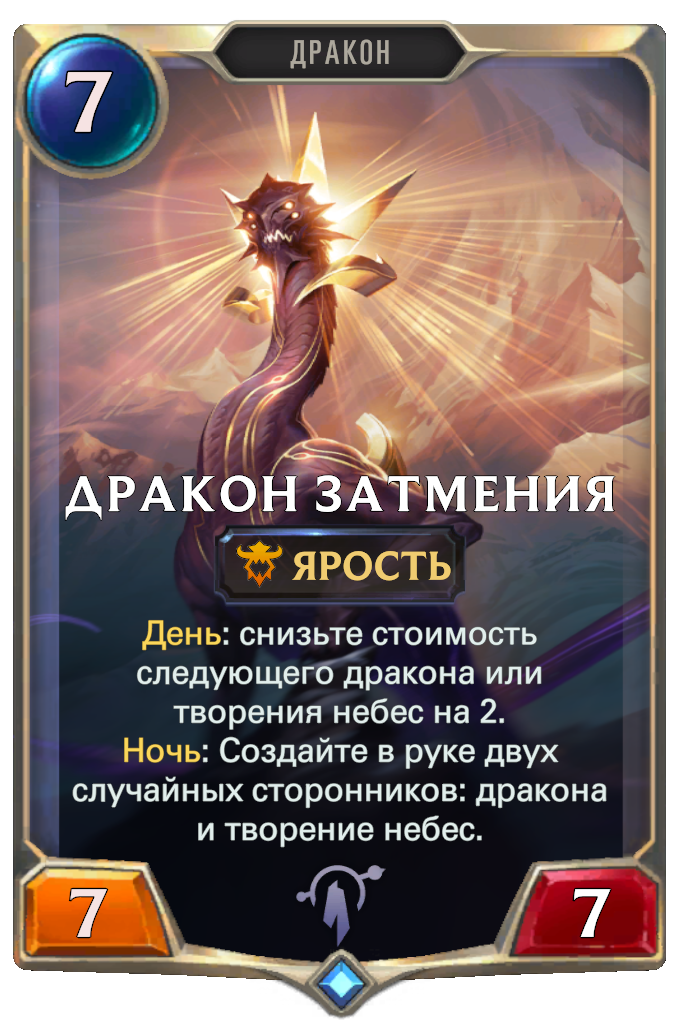 ДРАКОН
7
ДРАКОН ЗАТМЕНИЯ
ЯРОСТЬ
День: снизьте стоимость
следующего дракона или
творения небес на 2.
Ночь: Создайте в руке двух
случайных сторонников: дракона
и творение небес.
7
7